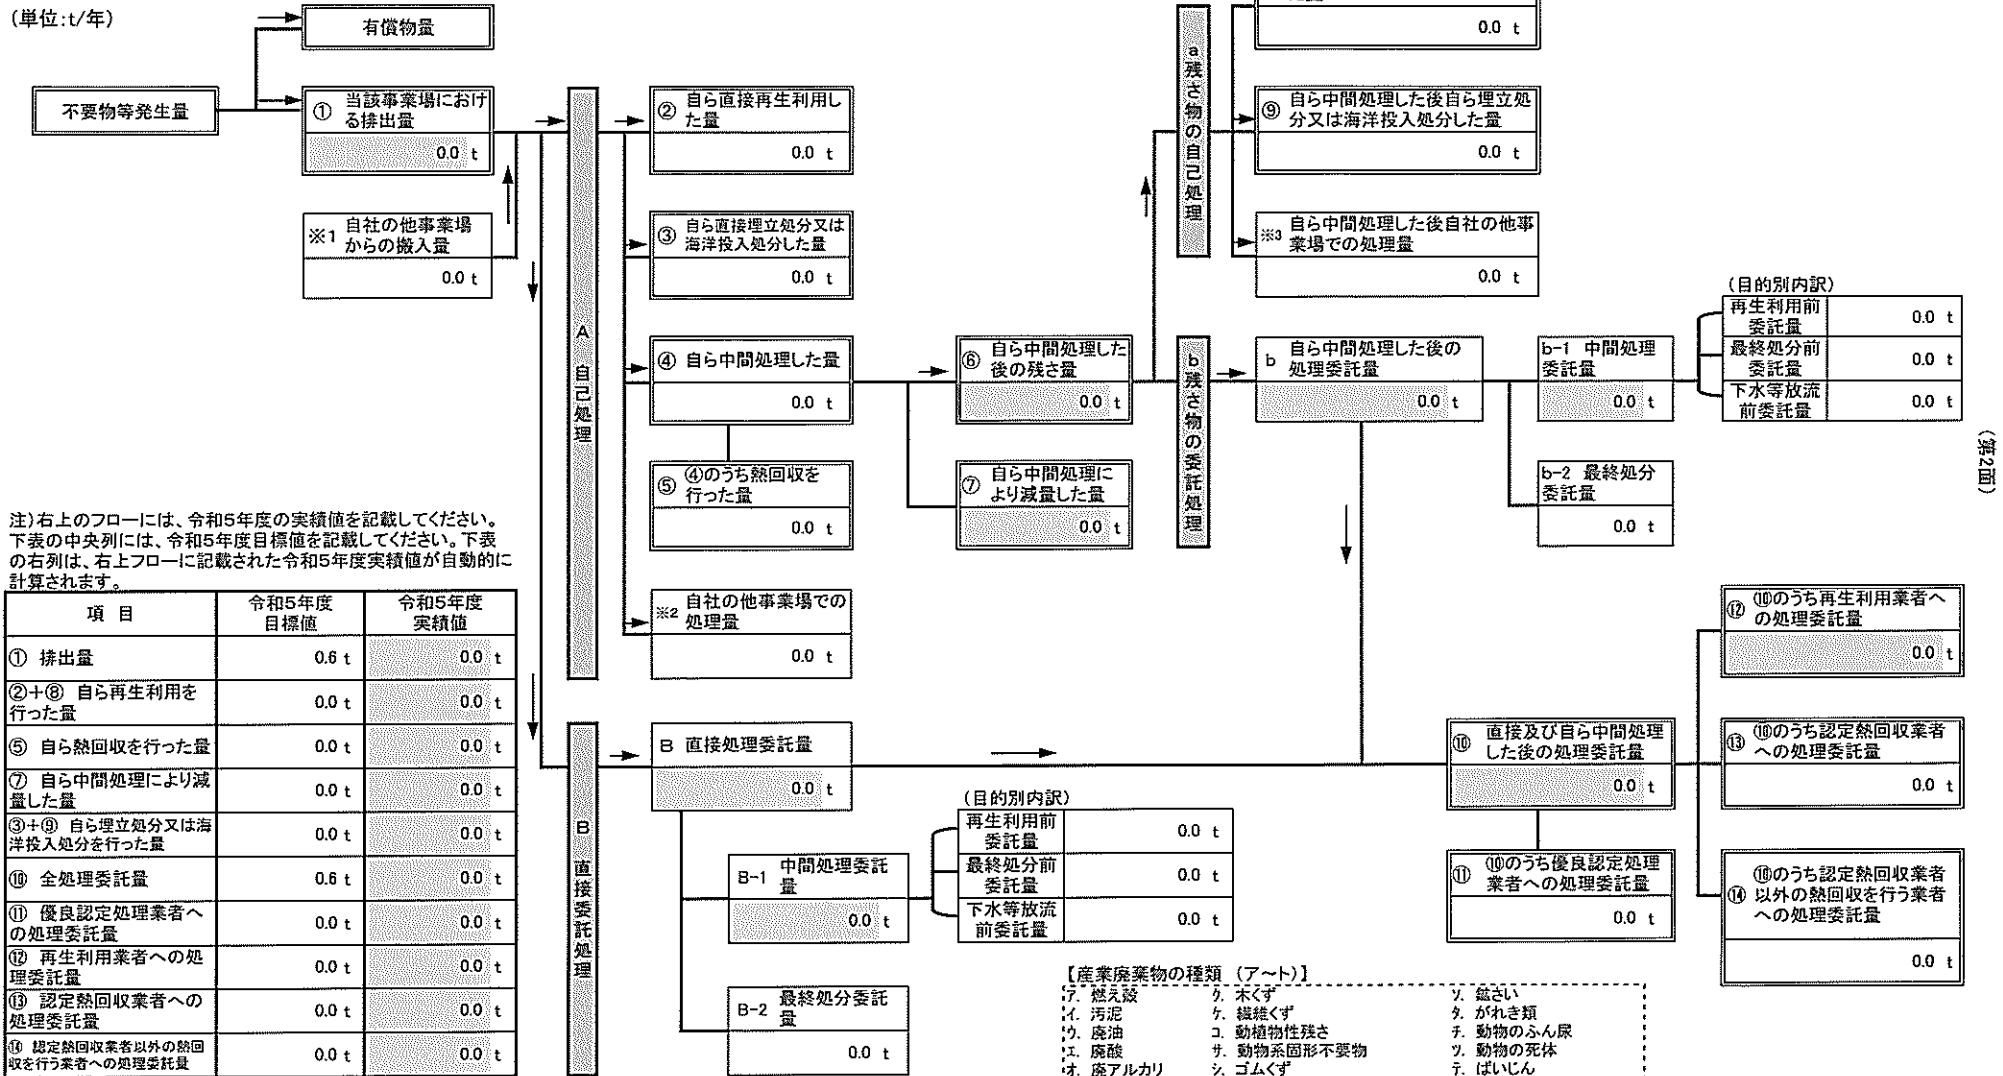 (単位:t/年)
有償物量
不要物等発生量
① 当該事業場におけ
る排出量
0.0 t
※1 自社の他事業場
からの搬入量
0.0 t
A 自己処理
② 自ら直接再生利用し
た量
0.0 t
③ 自ら直接埋立処分又は
海洋投入処分した量
0.0 t
④ 自ら中間処理した量
0.0 t
⑤ ④のうち熱回収を
行った量
0.0 t
※2 自社の他事業場での
処理量
0.0 t
⑥ 自ら中間処理した
後の残さ量
0.0 t
⑦ 自ら中間処理に
より減量した量
0.0 t
a 残さ物の自己処理
0.0 t
⑨ 自ら中間処理した後自ら埋立処
分又は海洋投入処分した量
0.0 t
※3 自ら中間処理した後自社の他事
業場での処理量
0.0 t
b 残さ物の委託処理
b 自ら中間処理した後の
処理委託量
0.0 t
b-1 中間処理
委託量
0.0 t
(目的別内訳)
再生利用前
委託量
0.0 t
最終処分前
委託量
0.0 t
下水等放流
前委託量
0.0 t
b-2 最終処分
委託量
0.0 t
(第2面)
注)右上のフローには、令和5年度の実績値を記載してください。
下表の中央列には、令和5年度目標値を記載してください。下表
の右列は、右上フローに記載された令和5年度実績値が自動的に
計算されます。
項 目 令和5年度
目標値 令和5年度
実績値
① 排出量 0.6 t 0.0 t
②+⑧ 自ら再生利用を
行った量 0.0 t 0.0 t
⑤ 自ら熱回収を行った量 0.0 t 0.0 t
⑦ 自ら中間処理により減
量した量 0.0 t 0.0 t
③+⑨ 自ら埋立処分又は海
洋投入処分を行った量 0.0 t 0.0 t
⑩ 全処理委託量 0.6 t 0.0 t
⑪ 優良認定処理業者へ
の処理委託量 0.0 t 0.0 t
⑫ 再生利用業者への処
理委託量 0.0 t 0.0 t
⑬ 認定熱回収業者への
処理委託量 0.0 t 0.0 t
⑭ 認定熱回収業者以外の熱回
収を行う業者への処理委託量 0.0 t 0.0 t
B 直接委託処理
B 直接処理委託量
0.0 t
B-1 中間処理委託
量
0.0 t
(目的別内訳)
再生利用前
委託量
0.0 t
最終処分前
委託量
0.0 t
下水等放流
前委託量
0.0 t
B-2 最終処分委託
量
0.0 t
⑩ 直接及び自ら中間処理
した後の処理委託量
0.0 t
⑪ ⑩のうち優良認定処理
業者への処理委託量
0.0 t
⑫ ⑩のうち再生利用業者へ
の処理委託量
0.0 t
⑬ ⑩のうち認定熱回収業者
への処理委託量
0.0 t
⑭ ⑩のうち認定熱回収業者
以外の熱回収を行う業者
への処理委託量
0.0 t
【産業廃棄物の種類 (ア~ト)】
ア. 燃え殻 ク. 木くず ソ. 鉱さい
イ. 汚泥 ケ. 繊維くず タ. がれき類
ウ. 廃油 コ. 動植物性残さ チ. 動物のふん尿
エ. 廃酸 サ. 動物系固形不要物 ツ. 動物の死体
オ. 廃アルカリ シ. ゴムくず テ. ばいじん